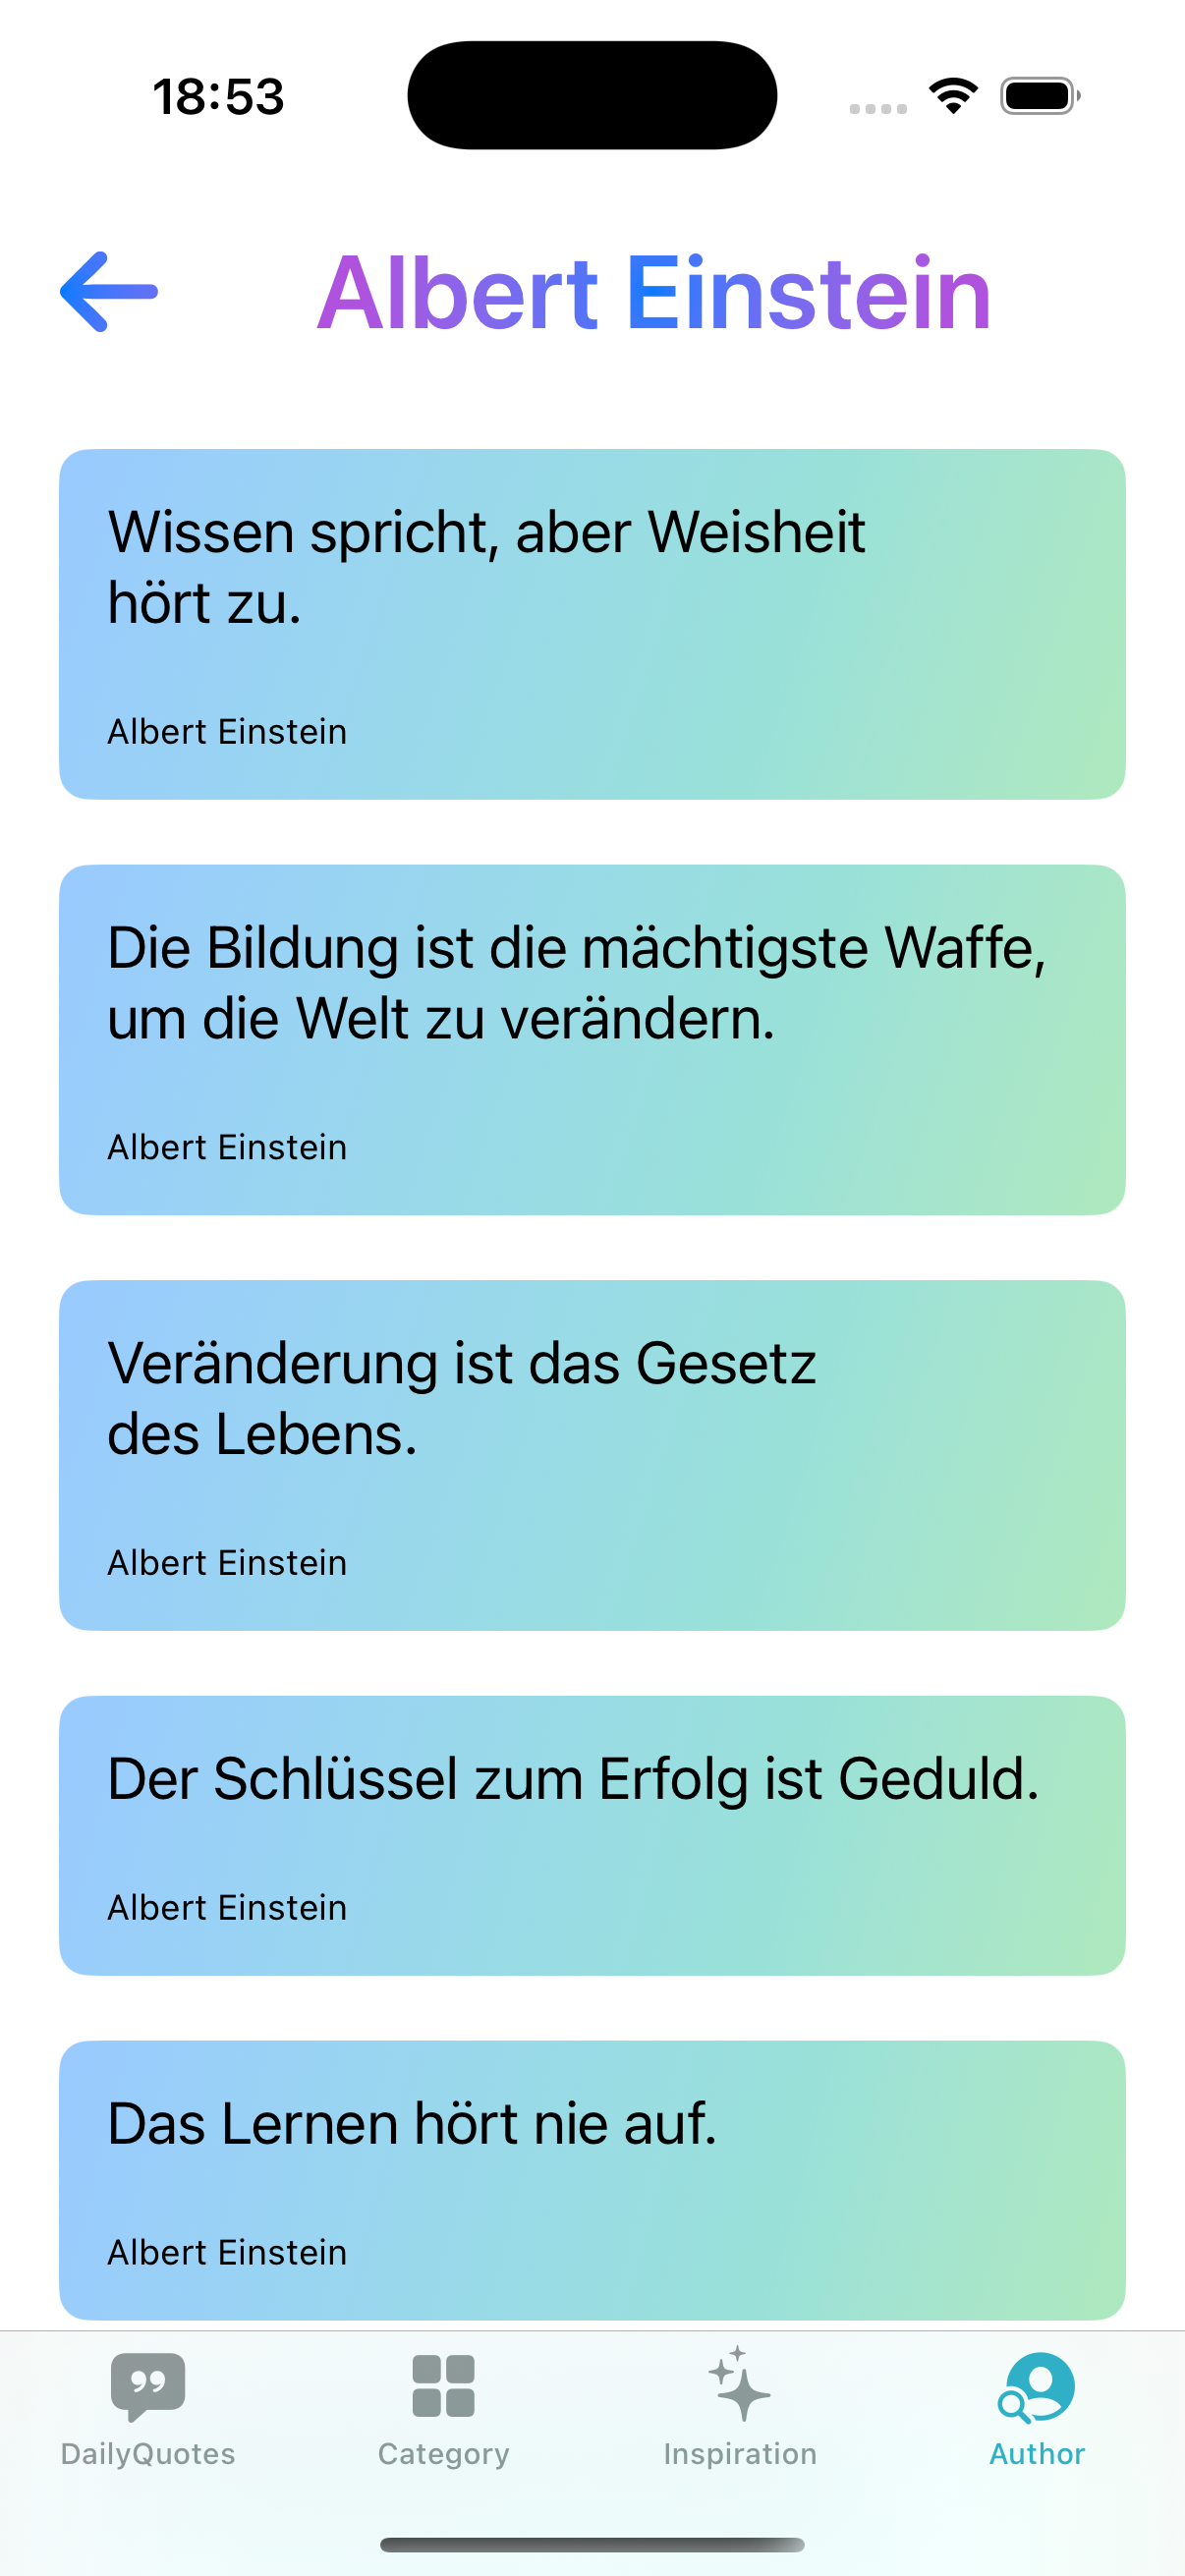 18:53
Albert Einstein
Wissen spricht, aber Weisheit
hört zu.
Albert Einstein
Die Bildung ist die mächtigste Waffe,
um die Welt zu verändern.
Albert Einstein
Veränderung ist das Gesetz
des Lebens.
Albert Einstein
Der Schlüssel zum Erfolg ist Geduld.
Albert Einstein
Das Lernen hört nie auf.
Albert Einstein
DailyQuotes Category Inspiration Author